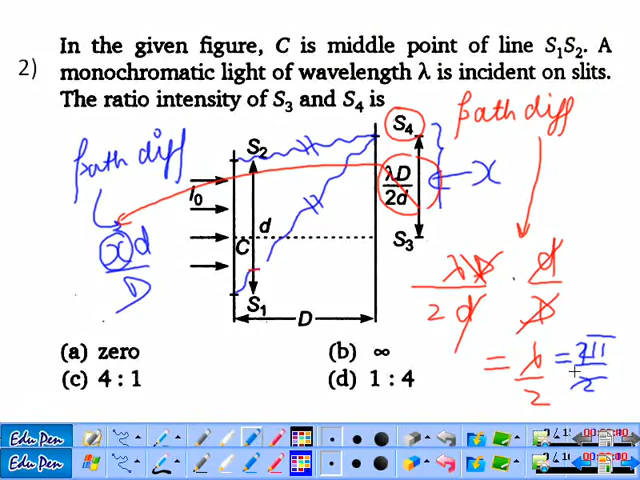 2)
In the given figure, C is middle point of line S₁S₂. A
monochromatic light of wavelength λ is incident on slits.
The ratio intensity of S₃ and S₄ is
path diff
path diff
S₄
S₂
λD/2d
x
I₀
xd/D
d
C
S₃
λD/2d · d/D
S₁
D
= λ/2 = 2π/2
(a) zero
(b) ∞
(c) 4 : 1
(d) 1 : 4
Edu Pen
Edu Pen